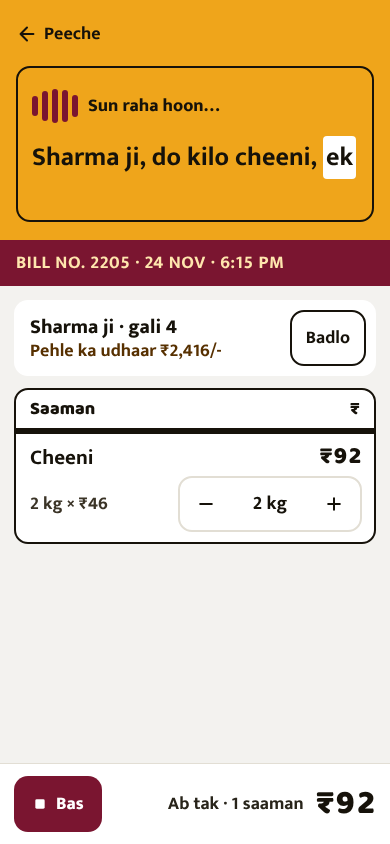 Peeche
Sun raha hoon...
Sharma ji, do kilo cheeni, ek
BILL NO. 2205 · 24 NOV · 6:15 PM
Sharma ji · gali 4
Pehle ka udhaar ₹2,416/-
Badlo
Saaman ₹
Cheeni ₹92
2 kg × ₹46
− 2 kg +
Bas
Ab tak · 1 saaman ₹92